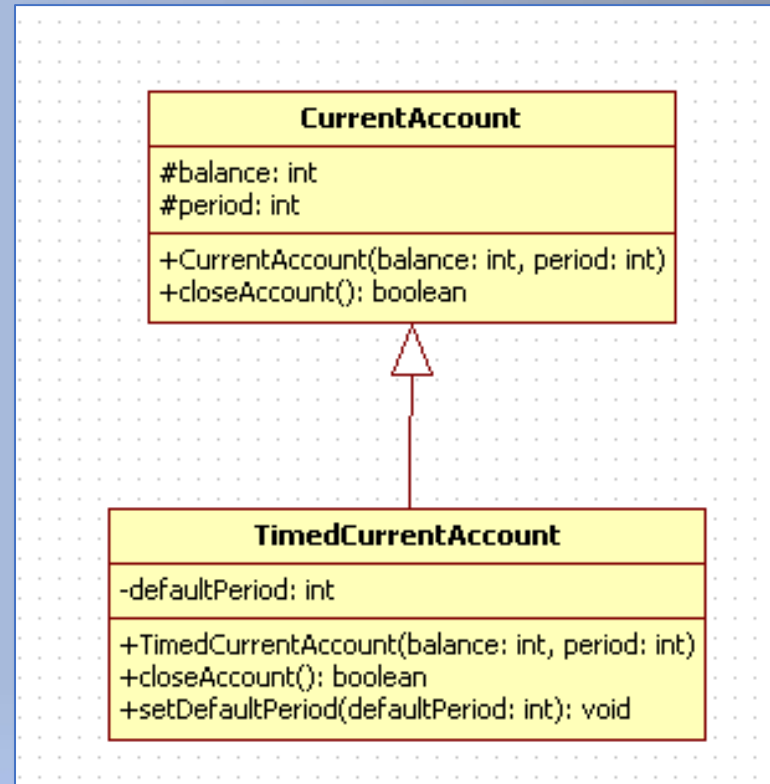 CurrentAccount
#balance: int
#period: int
+CurrentAccount(balance: int, period: int)
+closeAccount(): boolean
TimedCurrentAccount
-defaultPeriod: int
+TimedCurrentAccount(balance: int, period: int)
+closeAccount(): boolean
+setDefaultPeriod(defaultPeriod: int): void